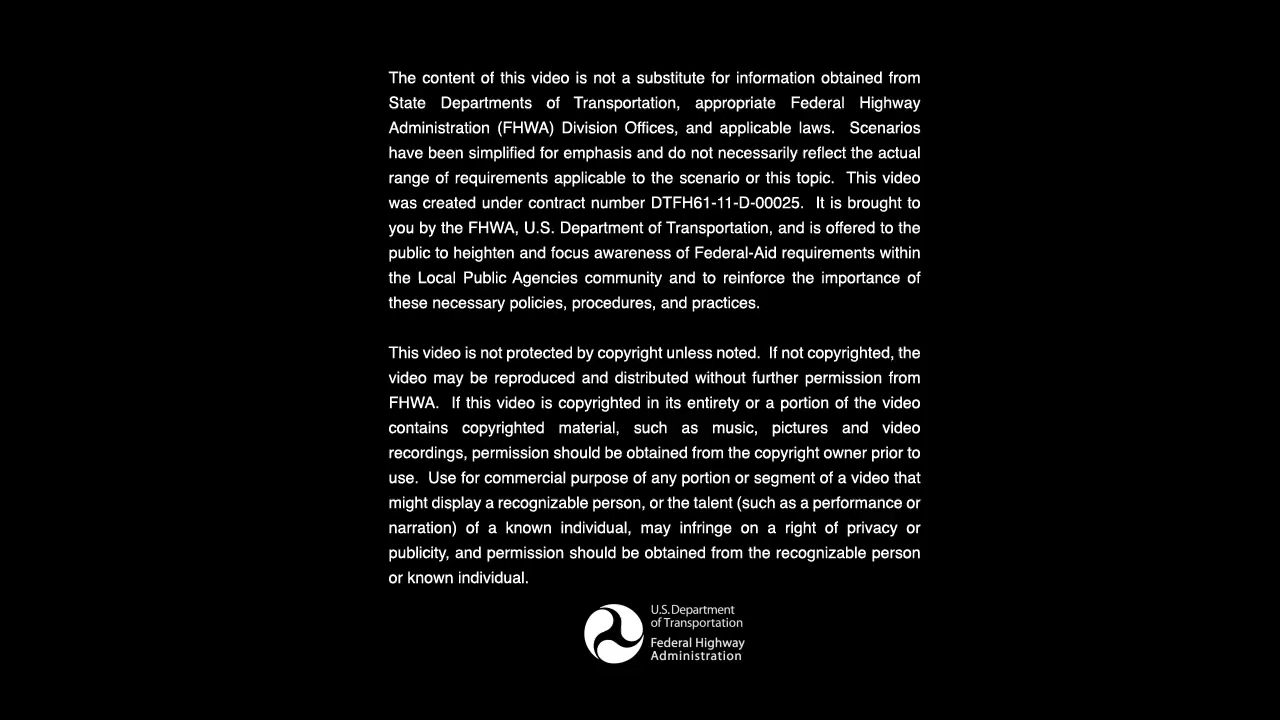 The content of this video is not a substitute for information obtained from
State Departments of Transportation, appropriate Federal Highway
Administration (FHWA) Division Offices, and applicable laws.  Scenarios
have been simplified for emphasis and do not necessarily reflect the actual
range of requirements applicable to the scenario or this topic.  This video
was created under contract number DTFH61-11-D-00025.  It is brought to
you by the FHWA, U.S. Department of Transportation, and is offered to the
public to heighten and focus awareness of Federal-Aid requirements within
the Local Public Agencies community and to reinforce the importance of
these necessary policies, procedures, and practices.
This video is not protected by copyright unless noted.  If not copyrighted, the
video may be reproduced and distributed without further permission from
FHWA.  If this video is copyrighted in its entirety or a portion of the video
contains copyrighted material, such as music, pictures and video
recordings, permission should be obtained from the copyright owner prior to
use.  Use for commercial purpose of any portion or segment of a video that
might display a recognizable person, or the talent (such as a performance or
narration) of a known individual, may infringe on a right of privacy or
publicity, and permission should be obtained from the recognizable person
or known individual.
U.S. Department
of Transportation
Federal Highway
Administration